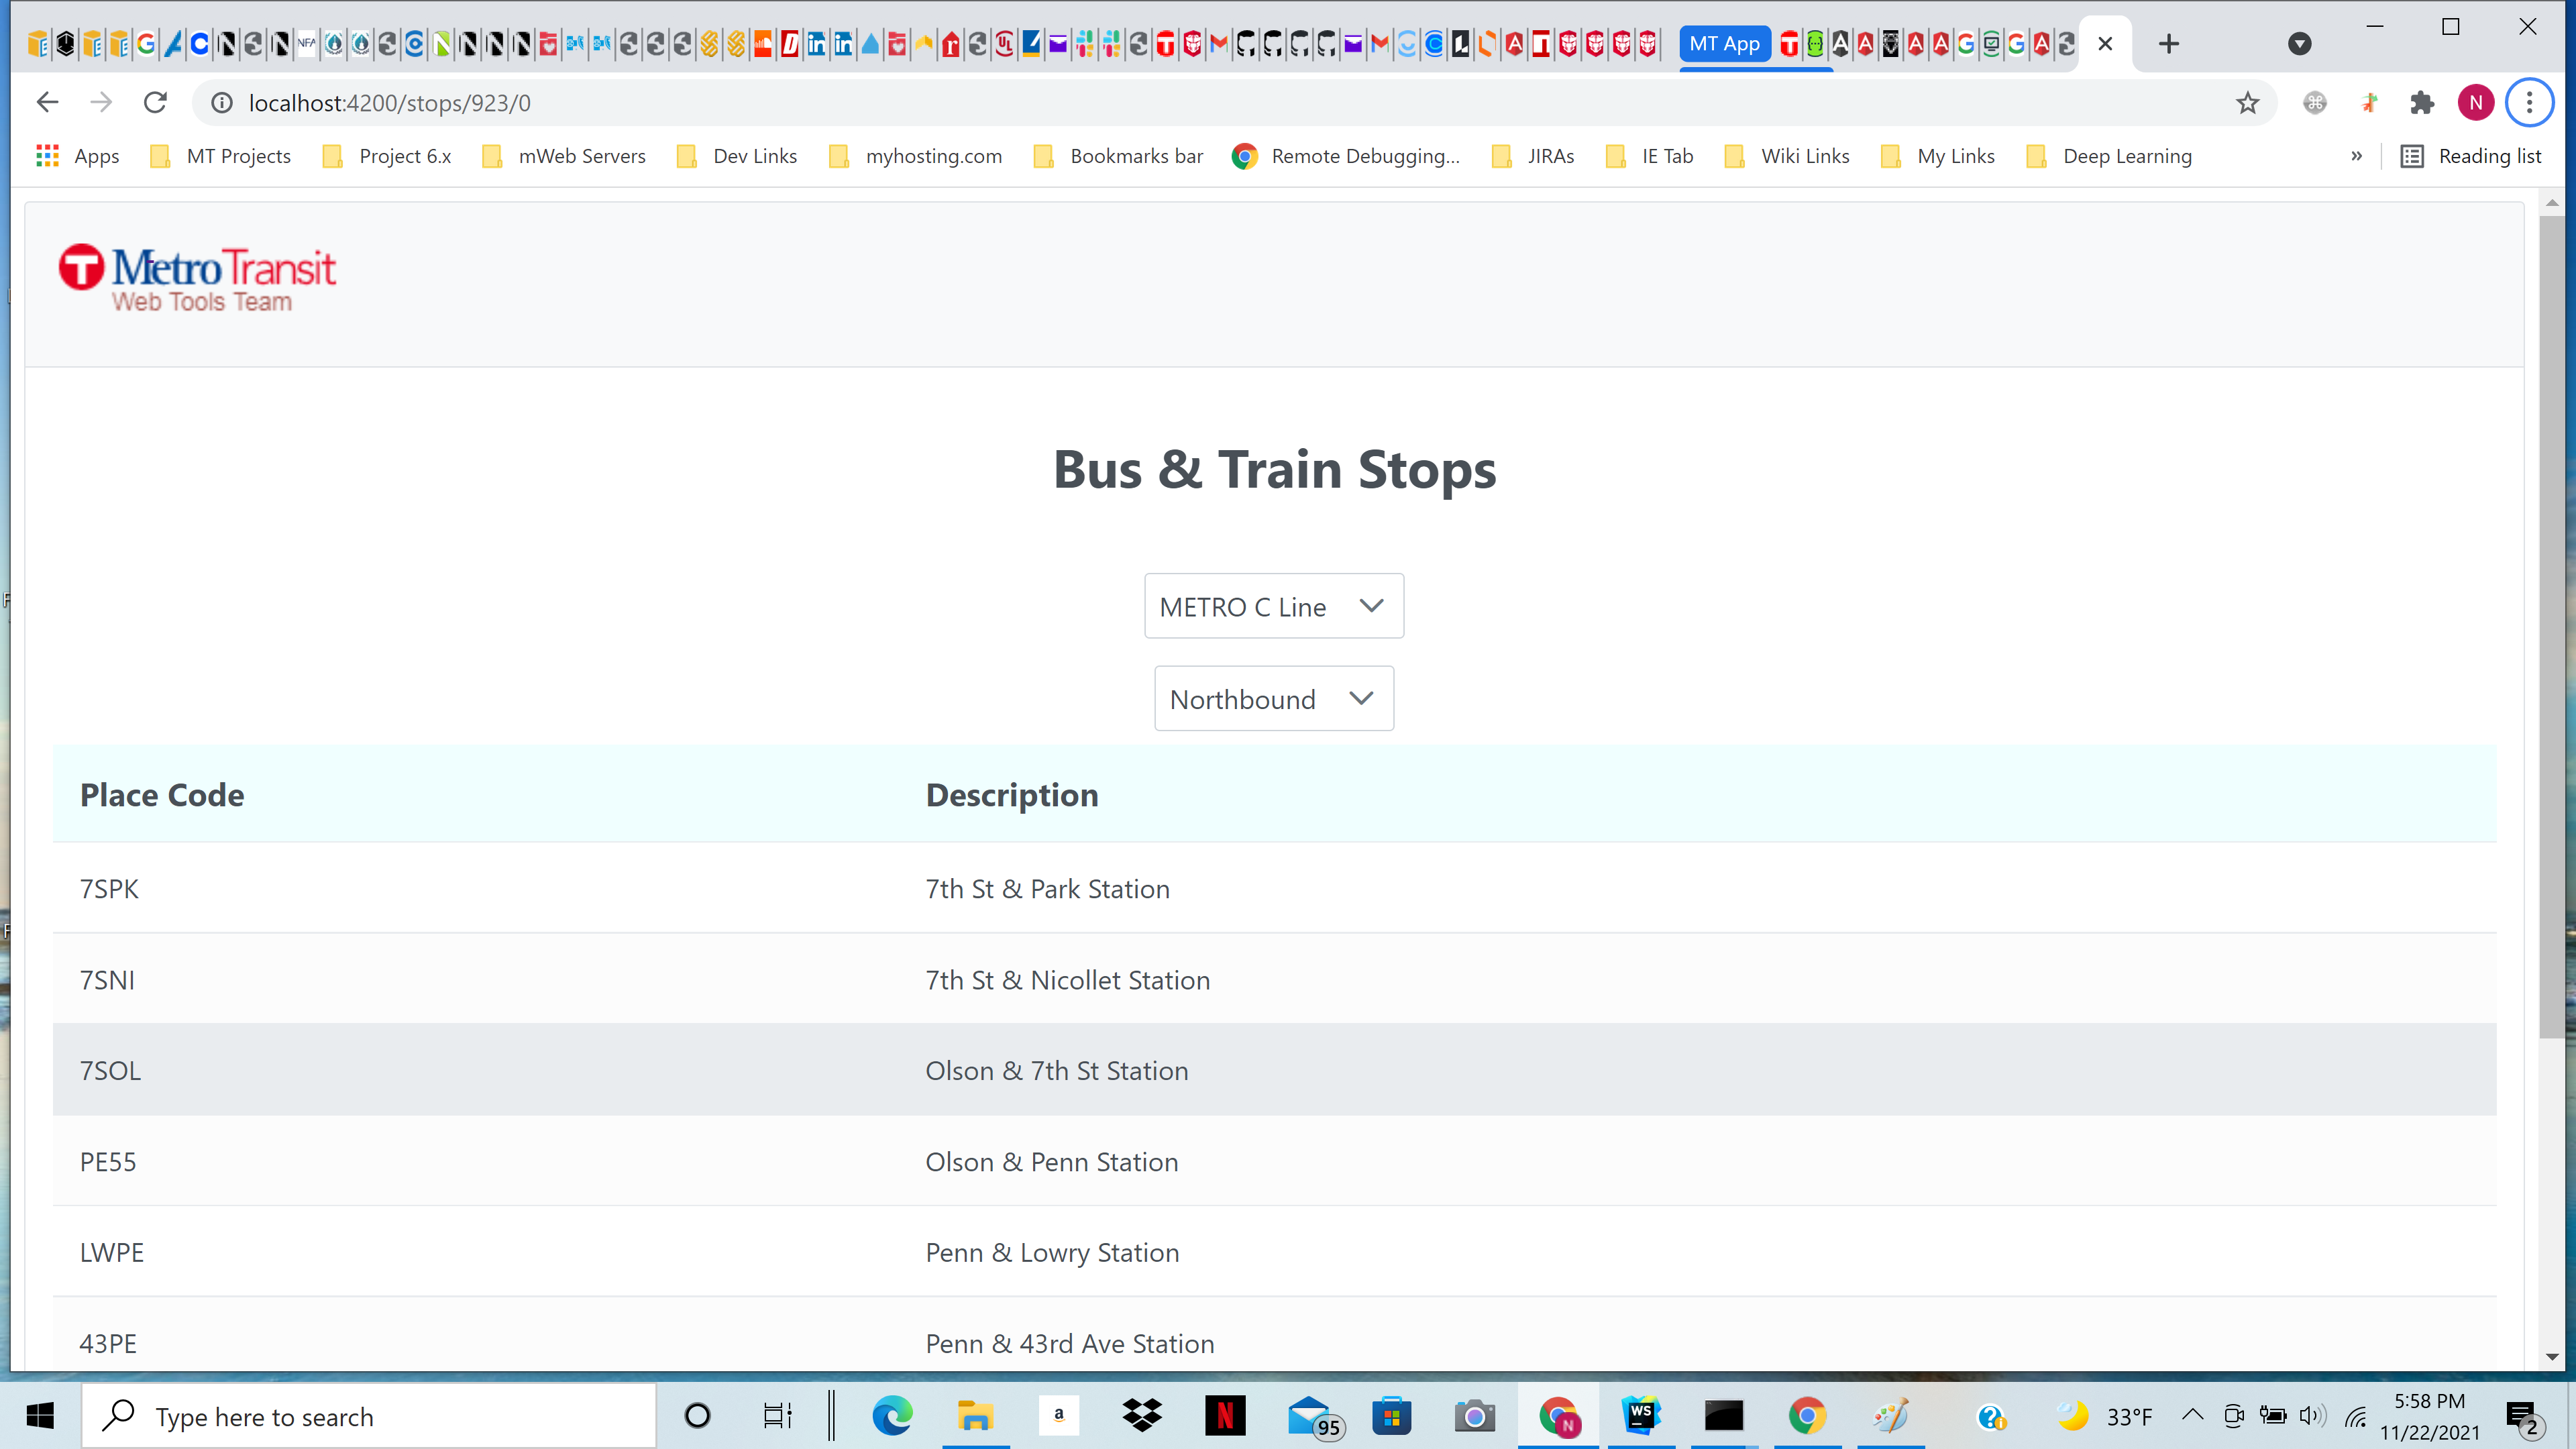 MT App
localhost:4200/stops/923/0
N
Apps MT Projects Project 6.x mWeb Servers Dev Links myhosting.com Bookmarks bar Remote Debugging... JIRAs IE Tab Wiki Links My Links Deep Learning » Reading list
T MetroTransit
Web Tools Team
Bus & Train Stops
METRO C Line
Northbound
Place Code Description
7SPK 7th St & Park Station
7SNI 7th St & Nicollet Station
7SOL Olson & 7th St Station
PE55 Olson & Penn Station
LWPE Penn & Lowry Station
43PE Penn & 43rd Ave Station
Type here to search
95
33°F
5:58 PM
11/22/2021
2